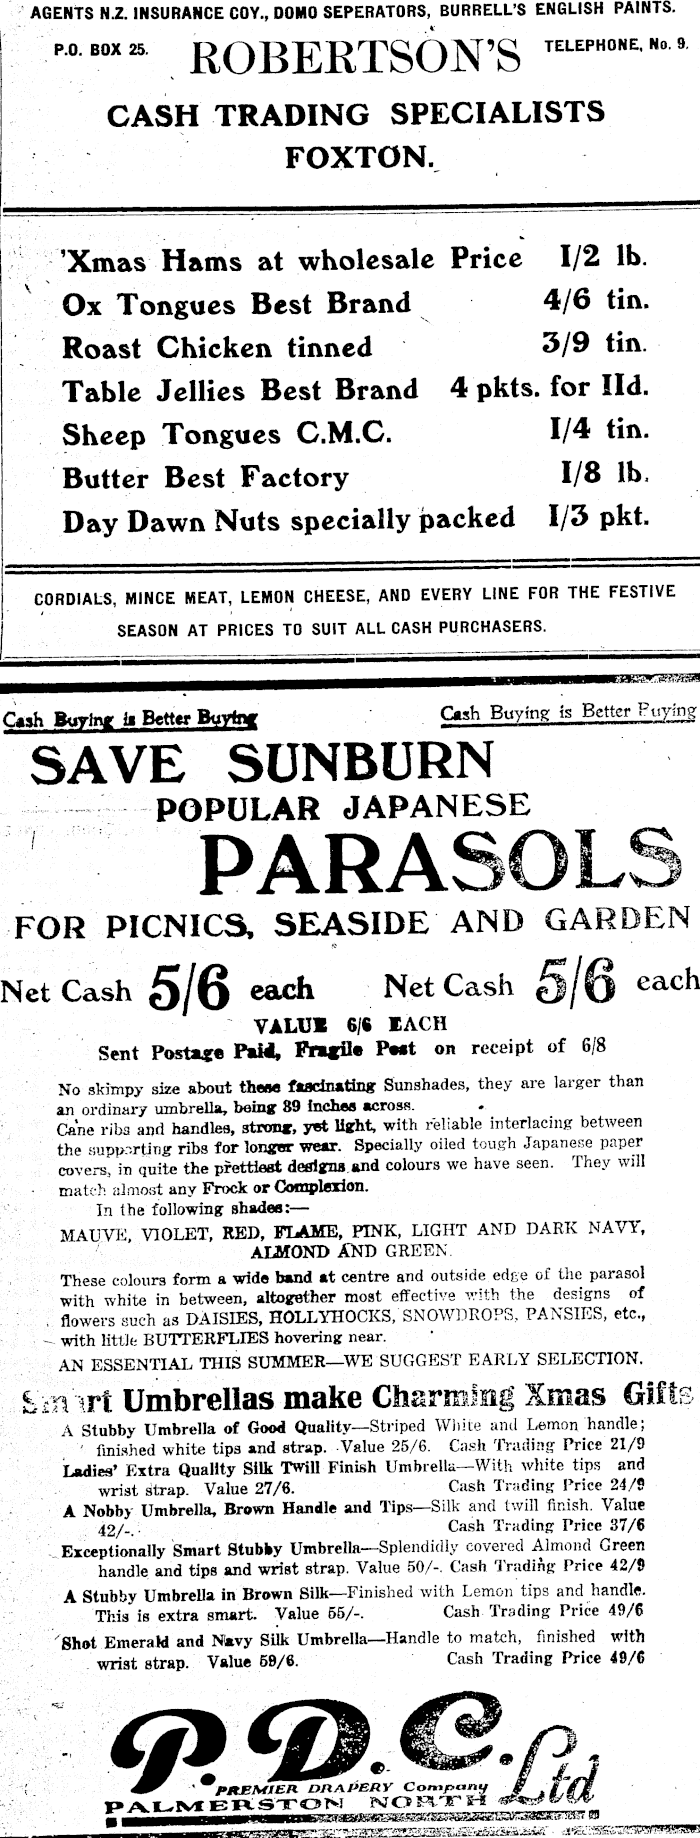 AGENTS N.Z. INSURANCE COY., DOMO SEPERATORS, BURRELL'S ENGLISH PAINTS.
P.O. BOX 25. ROBERTSON'S TELEPHONE, No. 9.
CASH TRADING SPECIALISTS
FOXTON.
'Xmas Hams at wholesale Price 1/2 lb.
Ox Tongues Best Brand 4/6 tin.
Roast Chicken tinned 3/9 tin.
Table Jellies Best Brand 4 pkts. for 11d.
Sheep Tongues C.M.C. 1/4 tin.
Butter Best Factory 1/8 lb.
Day Dawn Nuts specially packed 1/3 pkt.
CORDIALS, MINCE MEAT, LEMON CHEESE, AND EVERY LINE FOR THE FESTIVE
SEASON AT PRICES TO SUIT ALL CASH PURCHASERS.
Cash Buying is Better Buying Cash Buying is Better Buying
SAVE SUNBURN
POPULAR JAPANESE
PARASOLS
FOR PICNICS, SEASIDE AND GARDEN
Net Cash 5/6 each Net Cash 5/6 each
VALUE 6/6 EACH
Sent Postage Paid, Fragile Post on receipt of 6/8
No skimpy size about these fascinating Sunshades, they are larger than
an ordinary umbrella, being 39 inches across.
Cane ribs and handles, strong, yet light, with reliable interlacing between
the supporting ribs for longer wear. Specially oiled tough Japanese paper
covers, in quite the prettiest designs and colours we have seen. They will
match almost any Frock or Complexion.
In the following shades:—
MAUVE, VIOLET, RED, FLAME, PINK, LIGHT AND DARK NAVY,
ALMOND AND GREEN.
These colours form a wide band at centre and outside edge of the parasol
with white in between, altogether most effective with the designs of
flowers such as DAISIES, HOLLYHOCKS, SNOWDROPS, PANSIES, etc.,
with little BUTTERFLIES hovering near.
AN ESSENTIAL THIS SUMMER—WE SUGGEST EARLY SELECTION.
Smart Umbrellas make Charming Xmas Gifts
A Stubby Umbrella of Good Quality—Striped White and Lemon handle;
finished white tips and strap. Value 25/6. Cash Trading Price 21/9
Ladies' Extra Quality Silk Twill Finish Umbrella—With white tips and
wrist strap. Value 27/6. Cash Trading Price 24/9
A Nobby Umbrella, Brown Handle and Tips—Silk and twill finish. Value
42/-. Cash Trading Price 37/6
Exceptionally Smart Stubby Umbrella—Splendidly covered Almond Green
handle and tips and wrist strap. Value 50/-. Cash Trading Price 42/9
A Stubby Umbrella in Brown Silk—Finished with Lemon tips and handle.
This is extra smart. Value 55/-. Cash Trading Price 49/6
Shot Emerald and Navy Silk Umbrella—Handle to match, finished with
wrist strap. Value 59/6. Cash Trading Price 49/6
P.D.C. Ltd
PREMIER DRAPERY Company
PALMERSTON NORTH